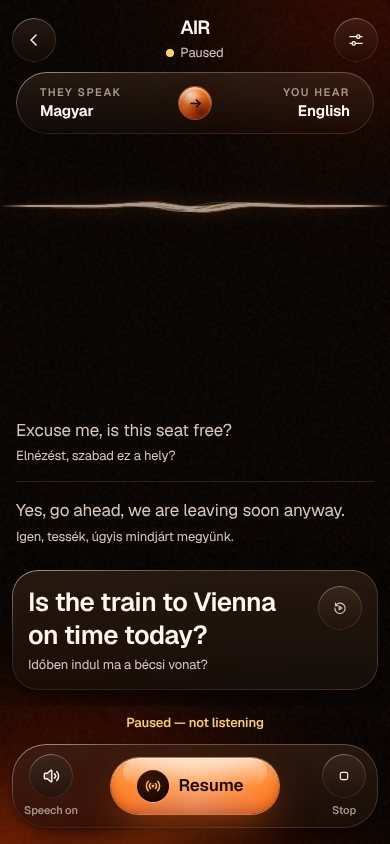 AIR
Paused
THEY SPEAK
Magyar
YOU HEAR
English
Excuse me, is this seat free?
Elnézést, szabad ez a hely?
Yes, go ahead, we are leaving soon anyway.
Igen, tessék, úgyis mindjárt megyünk.
Is the train to Vienna
on time today?
Időben indul ma a bécsi vonat?
Paused — not listening
Speech on
Resume
Stop